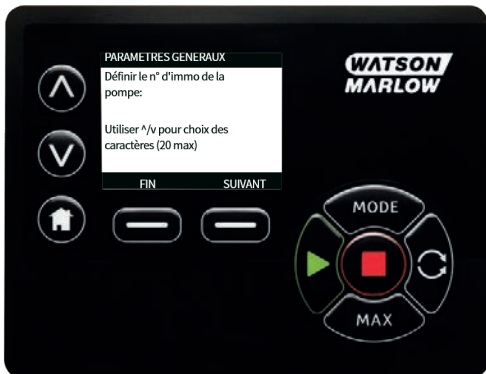 PARAMETRES GENERAUX
Définir le n° d'immo de la
pompe:
Utiliser ^/v pour choix des
caractères (20 max)
FIN SUIVANT
WATSON
MARLOW
MODE
MAX